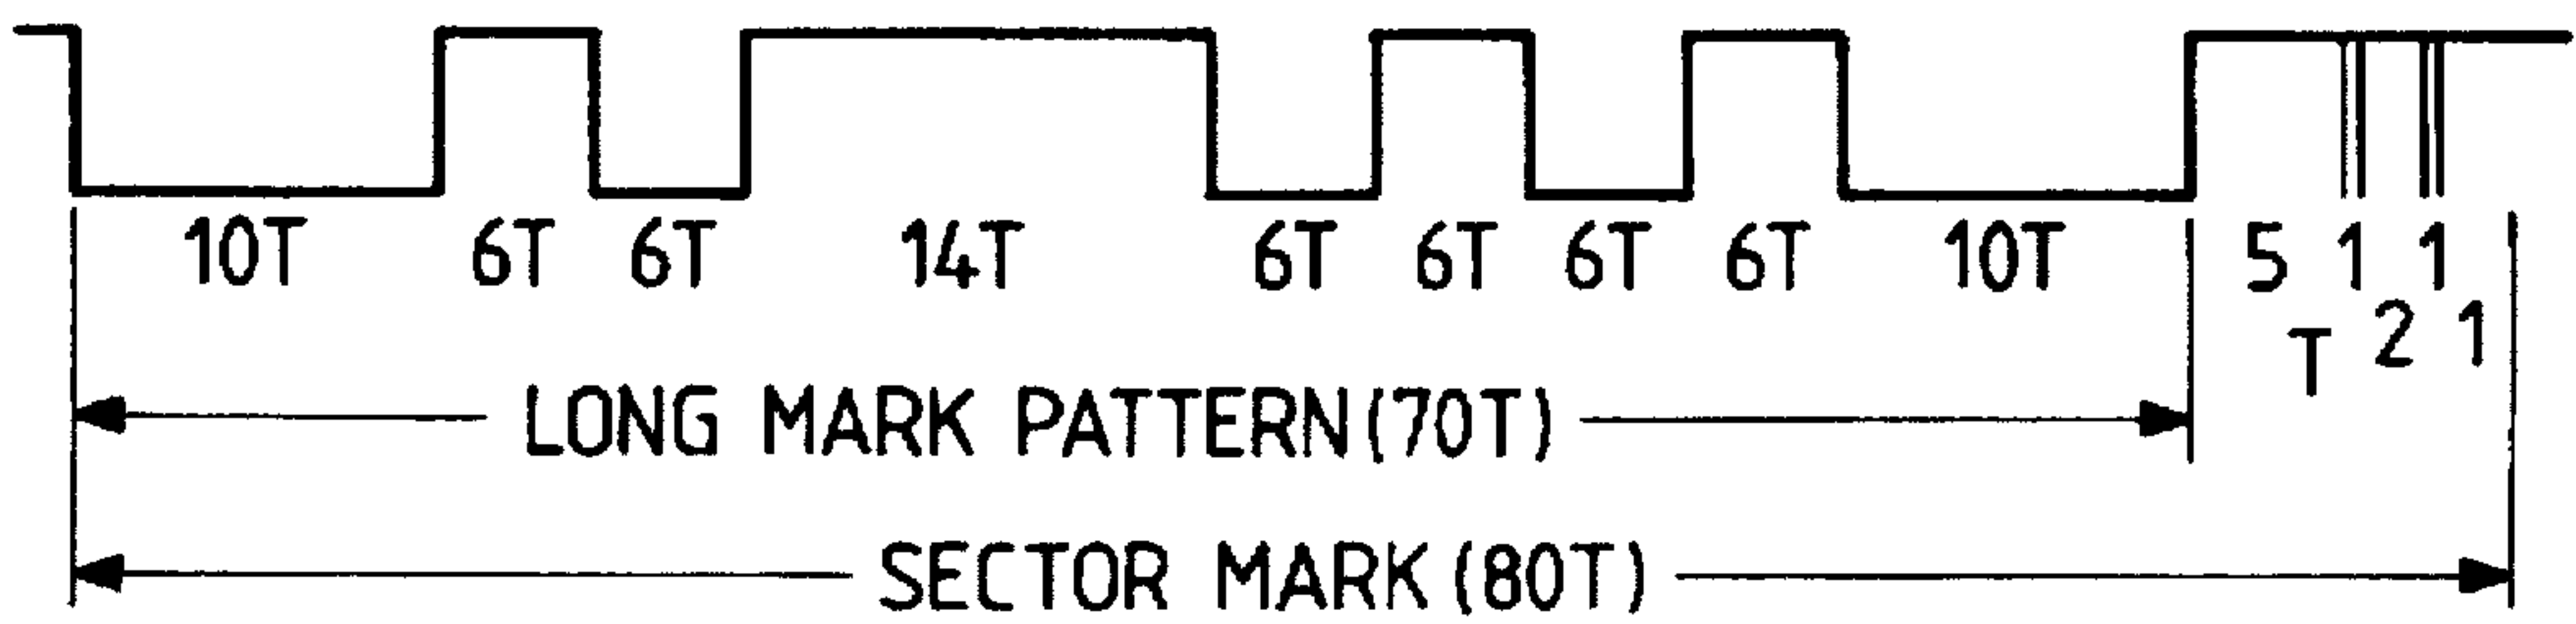 10T 6T 6T 14T 6T 6T 6T 6T 10T 5 1 1
T 2 1
LONG MARK PATTERN(70T)
SECTOR MARK(80T)